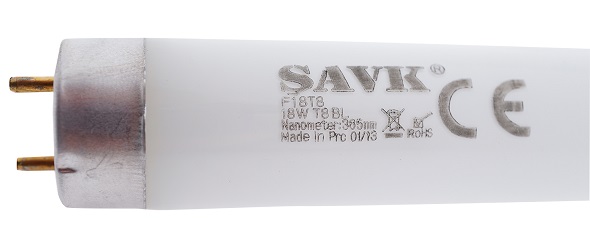 SAVK®
F18T8
18W T8 BL
Nanometer:365nm
Made in Prc 01/13
RoHS
CE